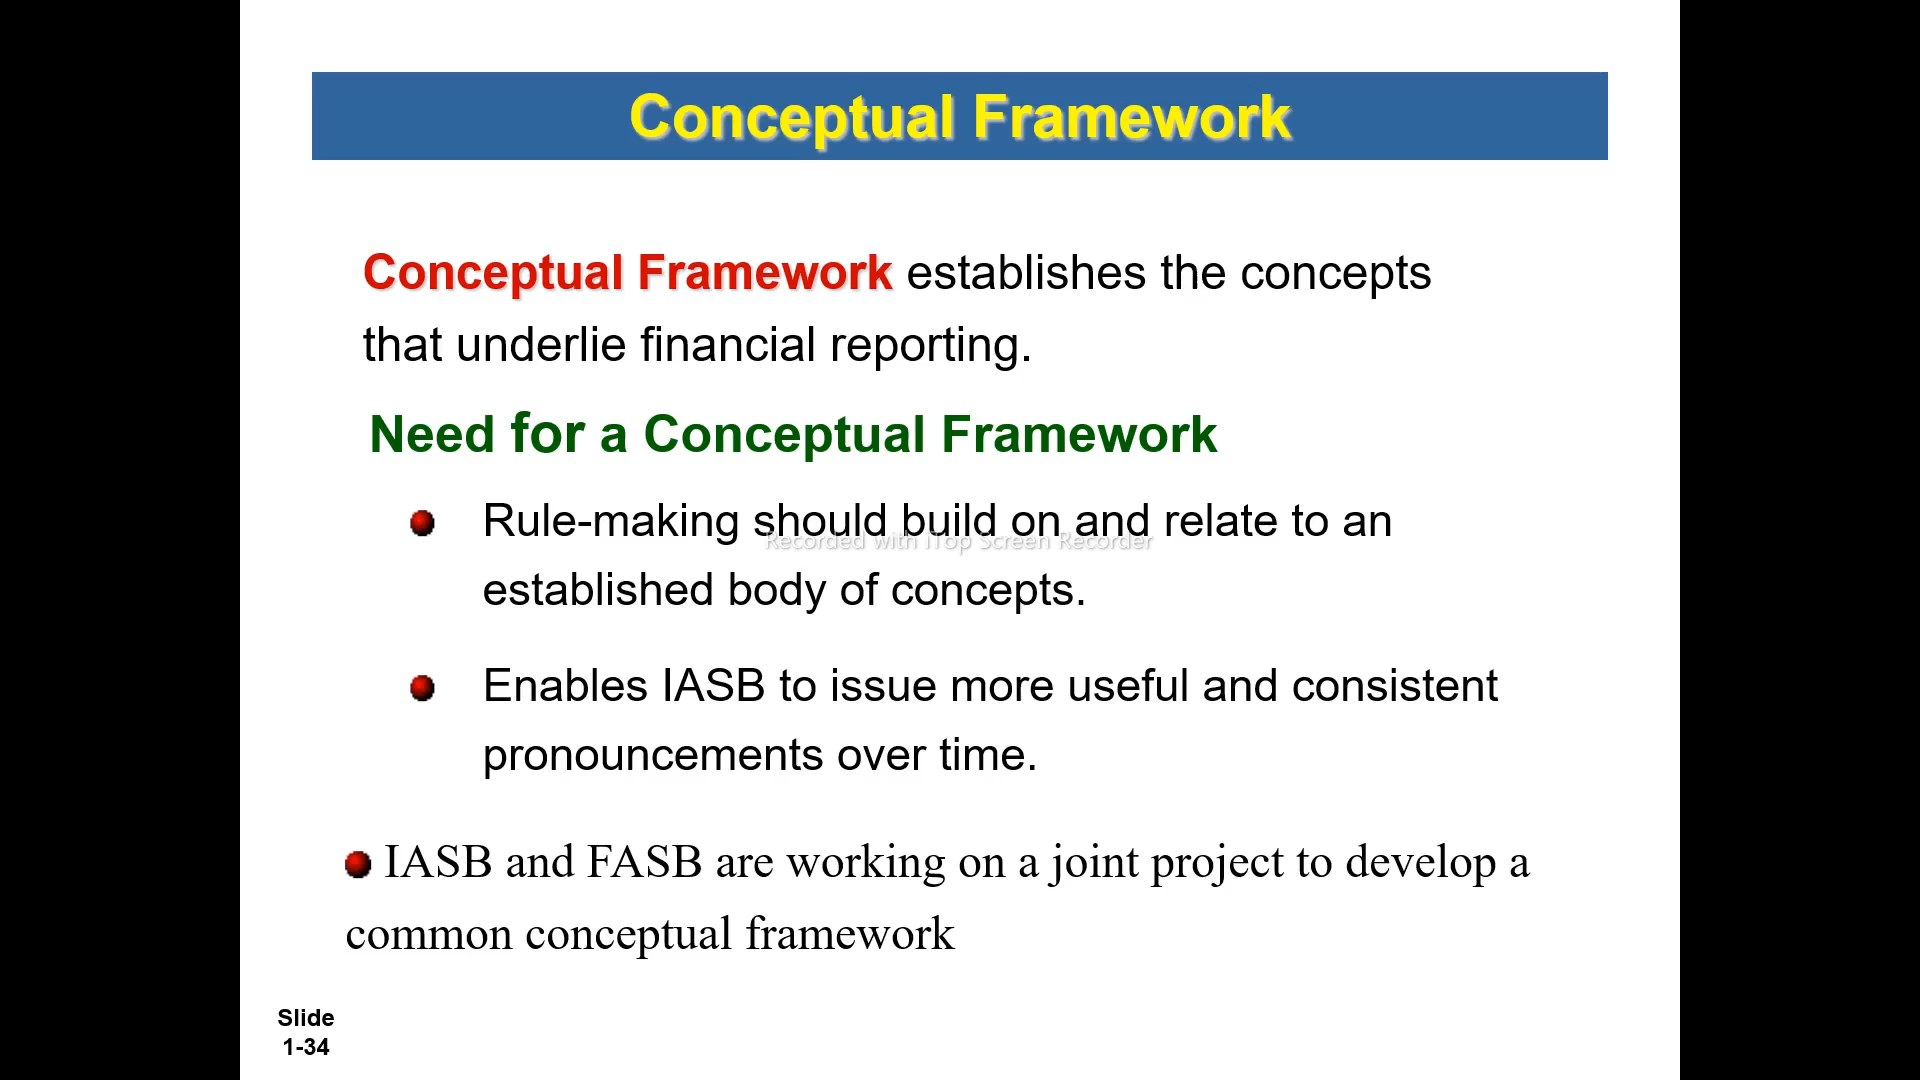 Conceptual Framework
Conceptual Framework establishes the concepts
that underlie financial reporting.
Need for a Conceptual Framework
Rule-making should build on and relate to an
Recorded with iTop Screen Recorder
established body of concepts.
Enables IASB to issue more useful and consistent
pronouncements over time.
IASB and FASB are working on a joint project to develop a
common conceptual framework
Slide
1-34